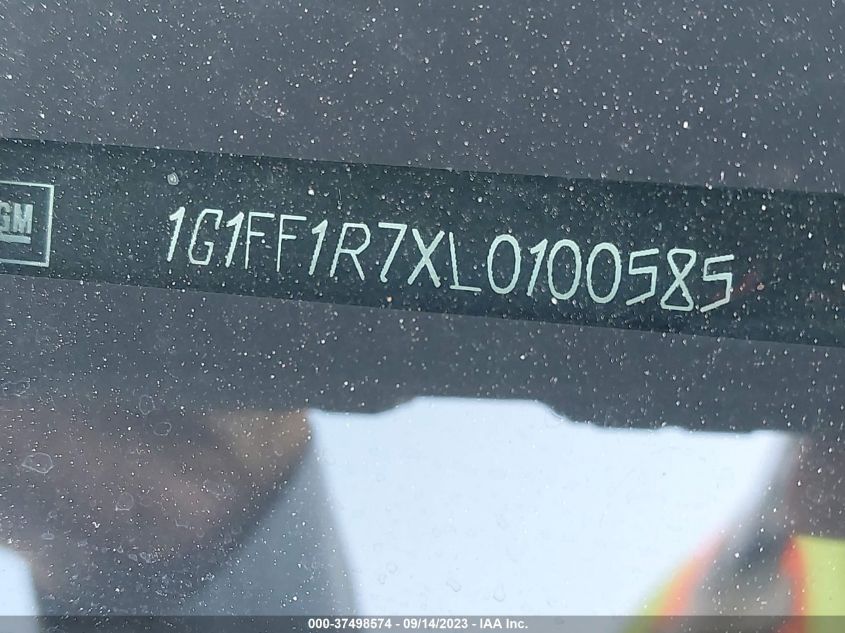 GM
1G1FF1R7XL0100585
000-37498574 - 09/14/2023 - IAA Inc.